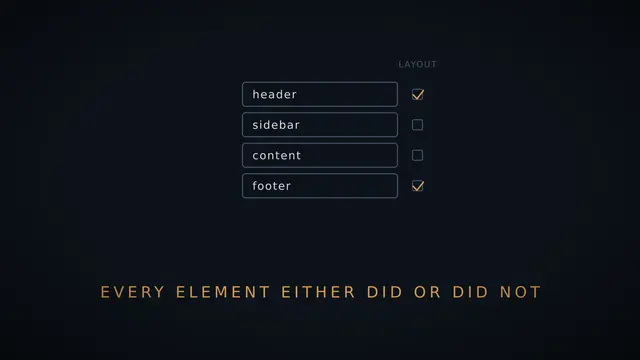 LAYOUT
header
sidebar
content
footer
EVERY ELEMENT EITHER DID OR DID NOT